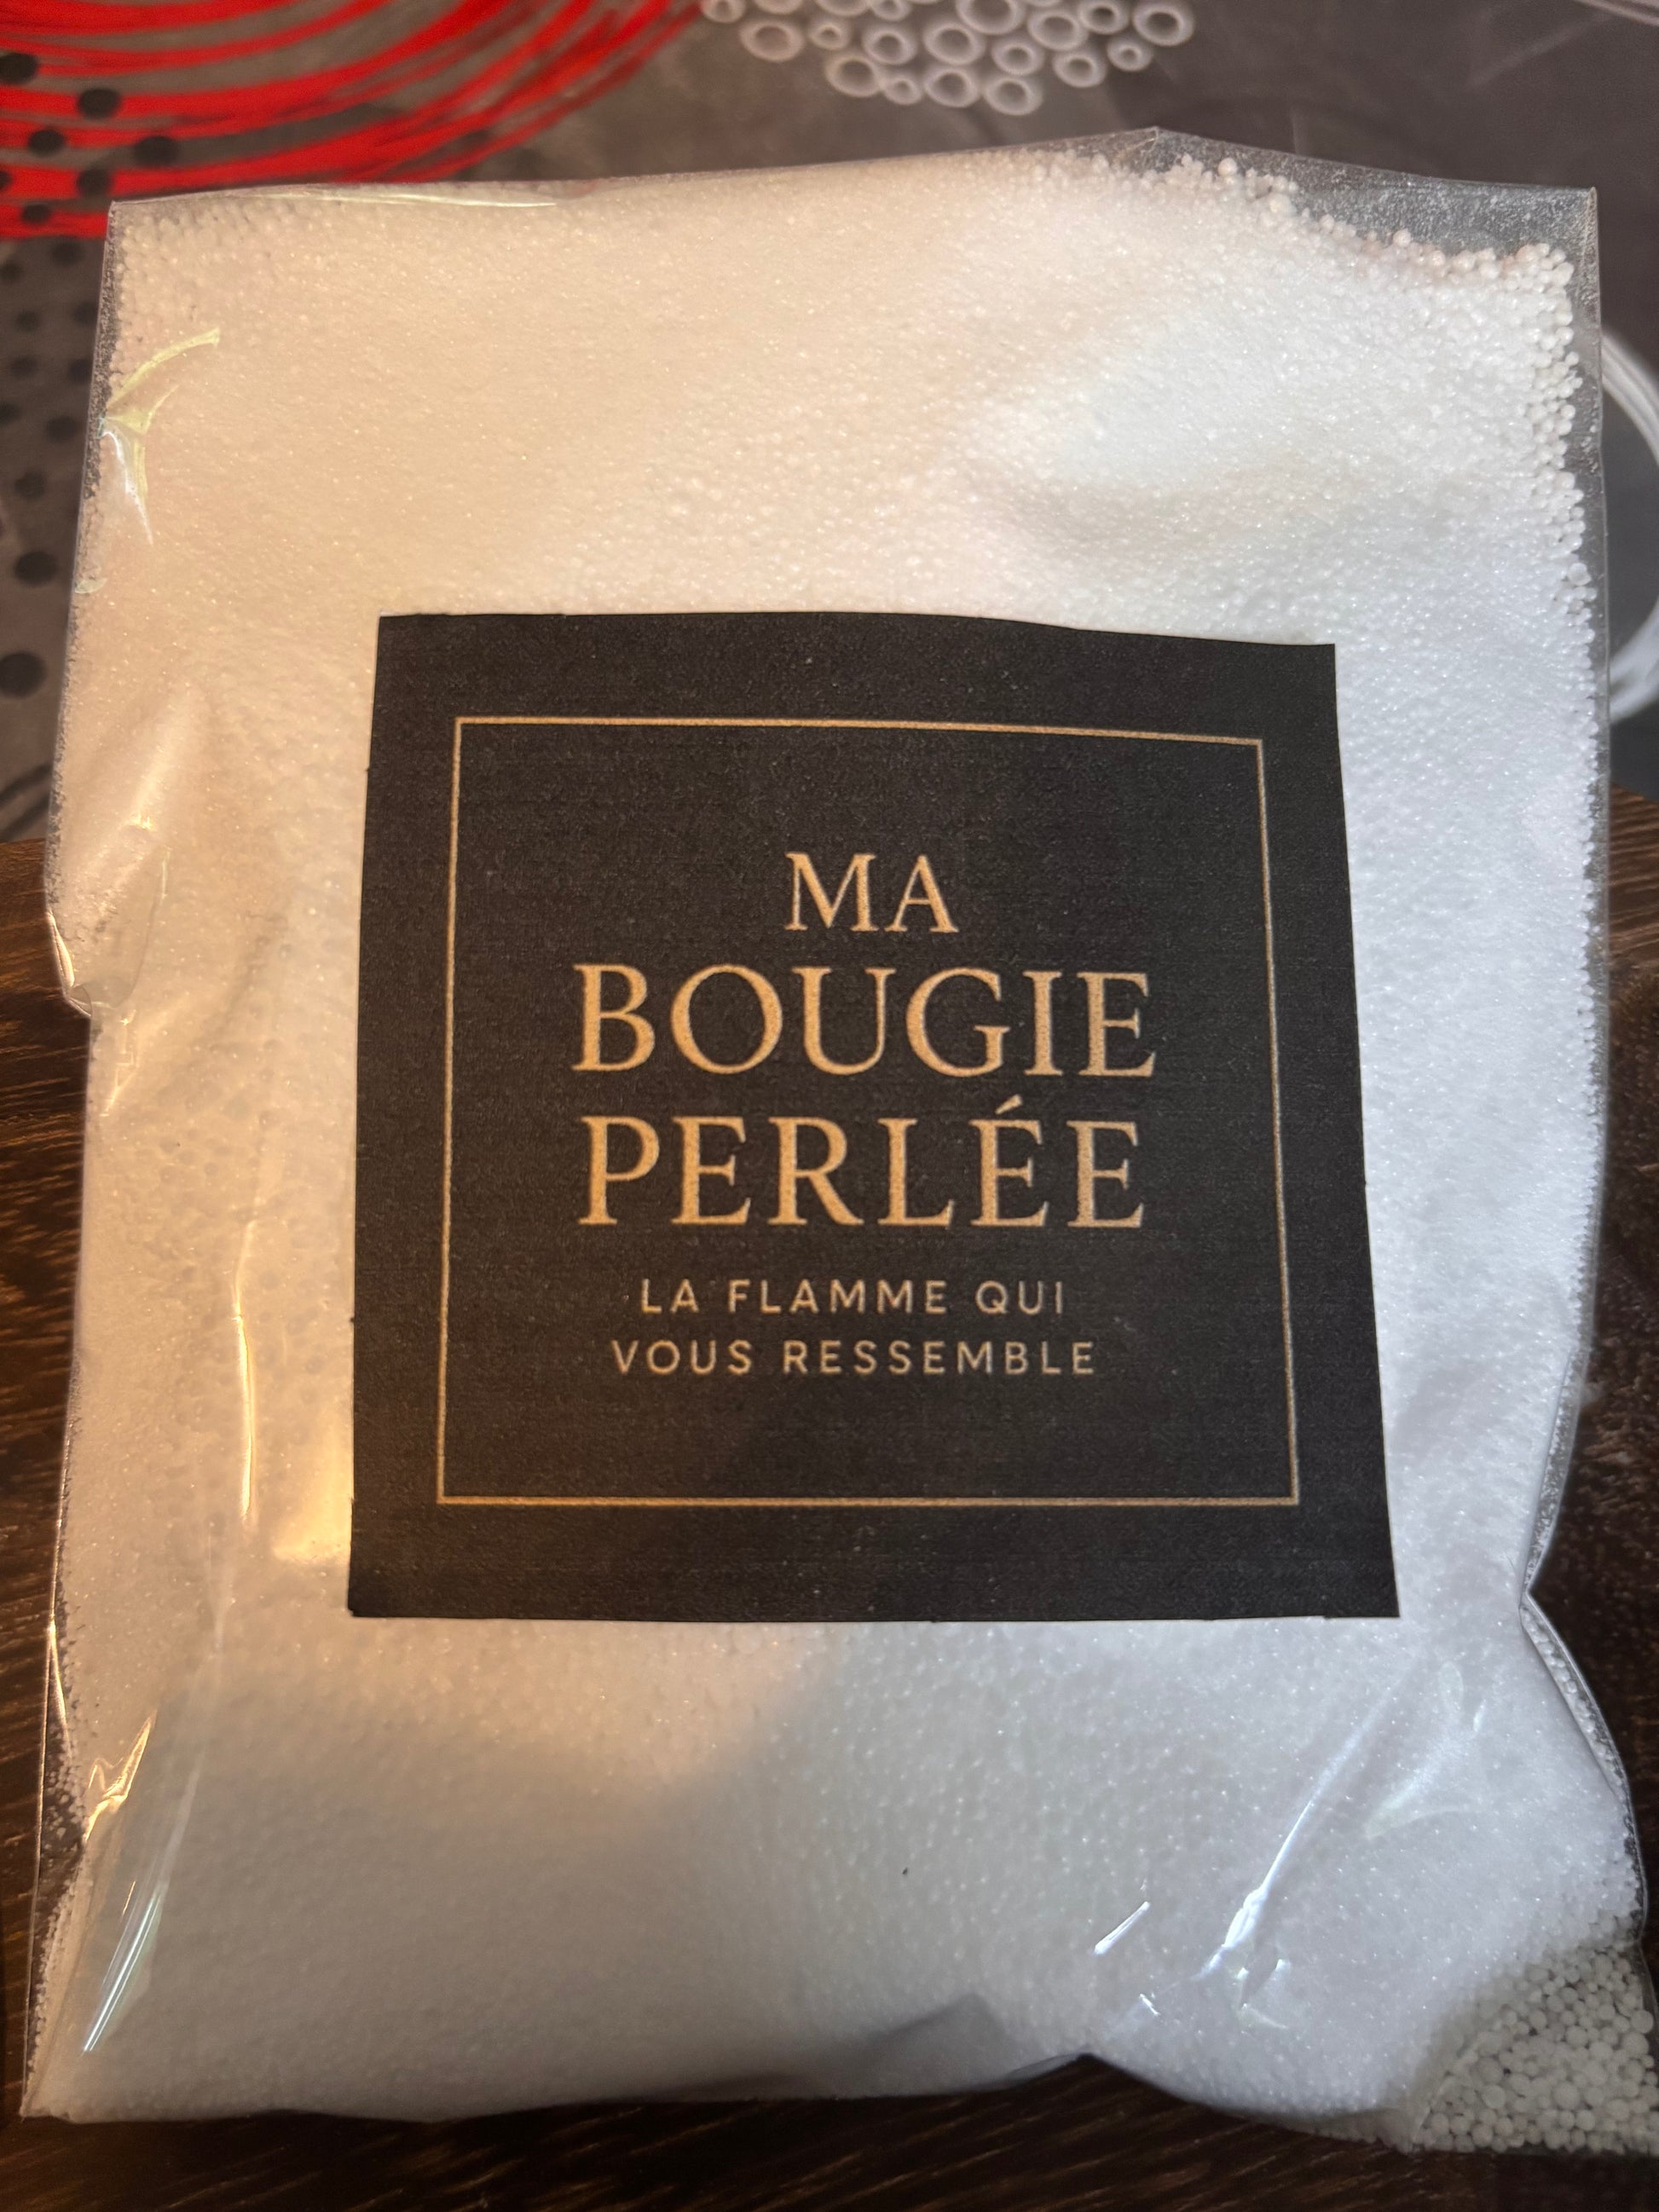 MA
BOUGIE
PERLÉE
LA FLAMME QUI
VOUS RESSEMBLE